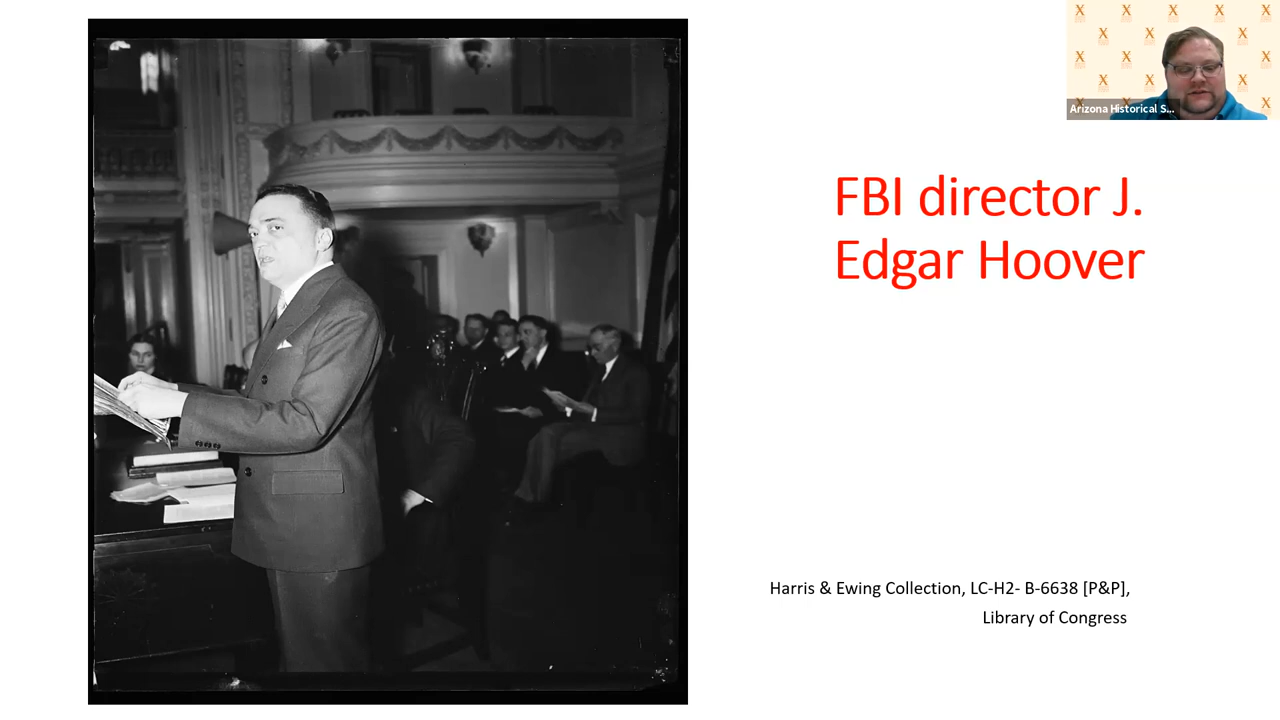 Arizona Historical S...
FBI director J.
Edgar Hoover
Harris & Ewing Collection, LC-H2- B-6638 [P&P],
Library of Congress